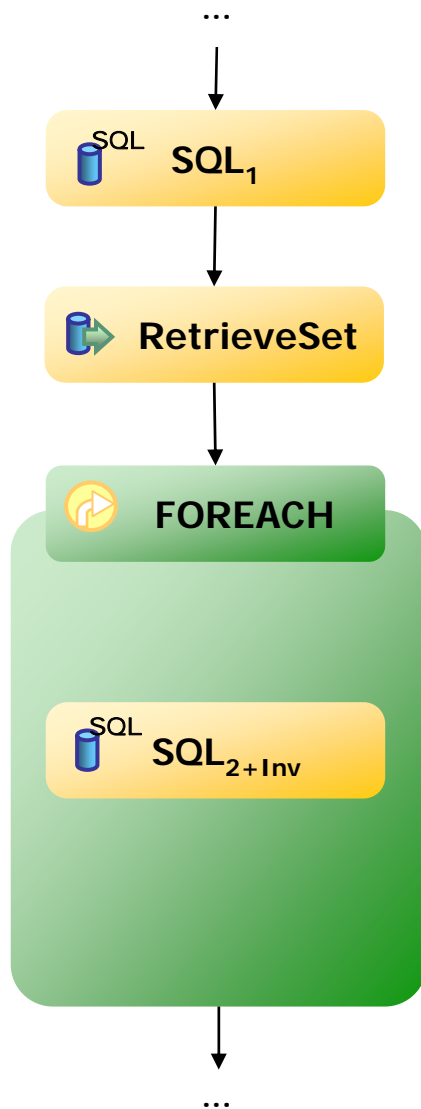 ...
SQL
SQL1
RetrieveSet
FOREACH
SQL
SQL2+Inv
...